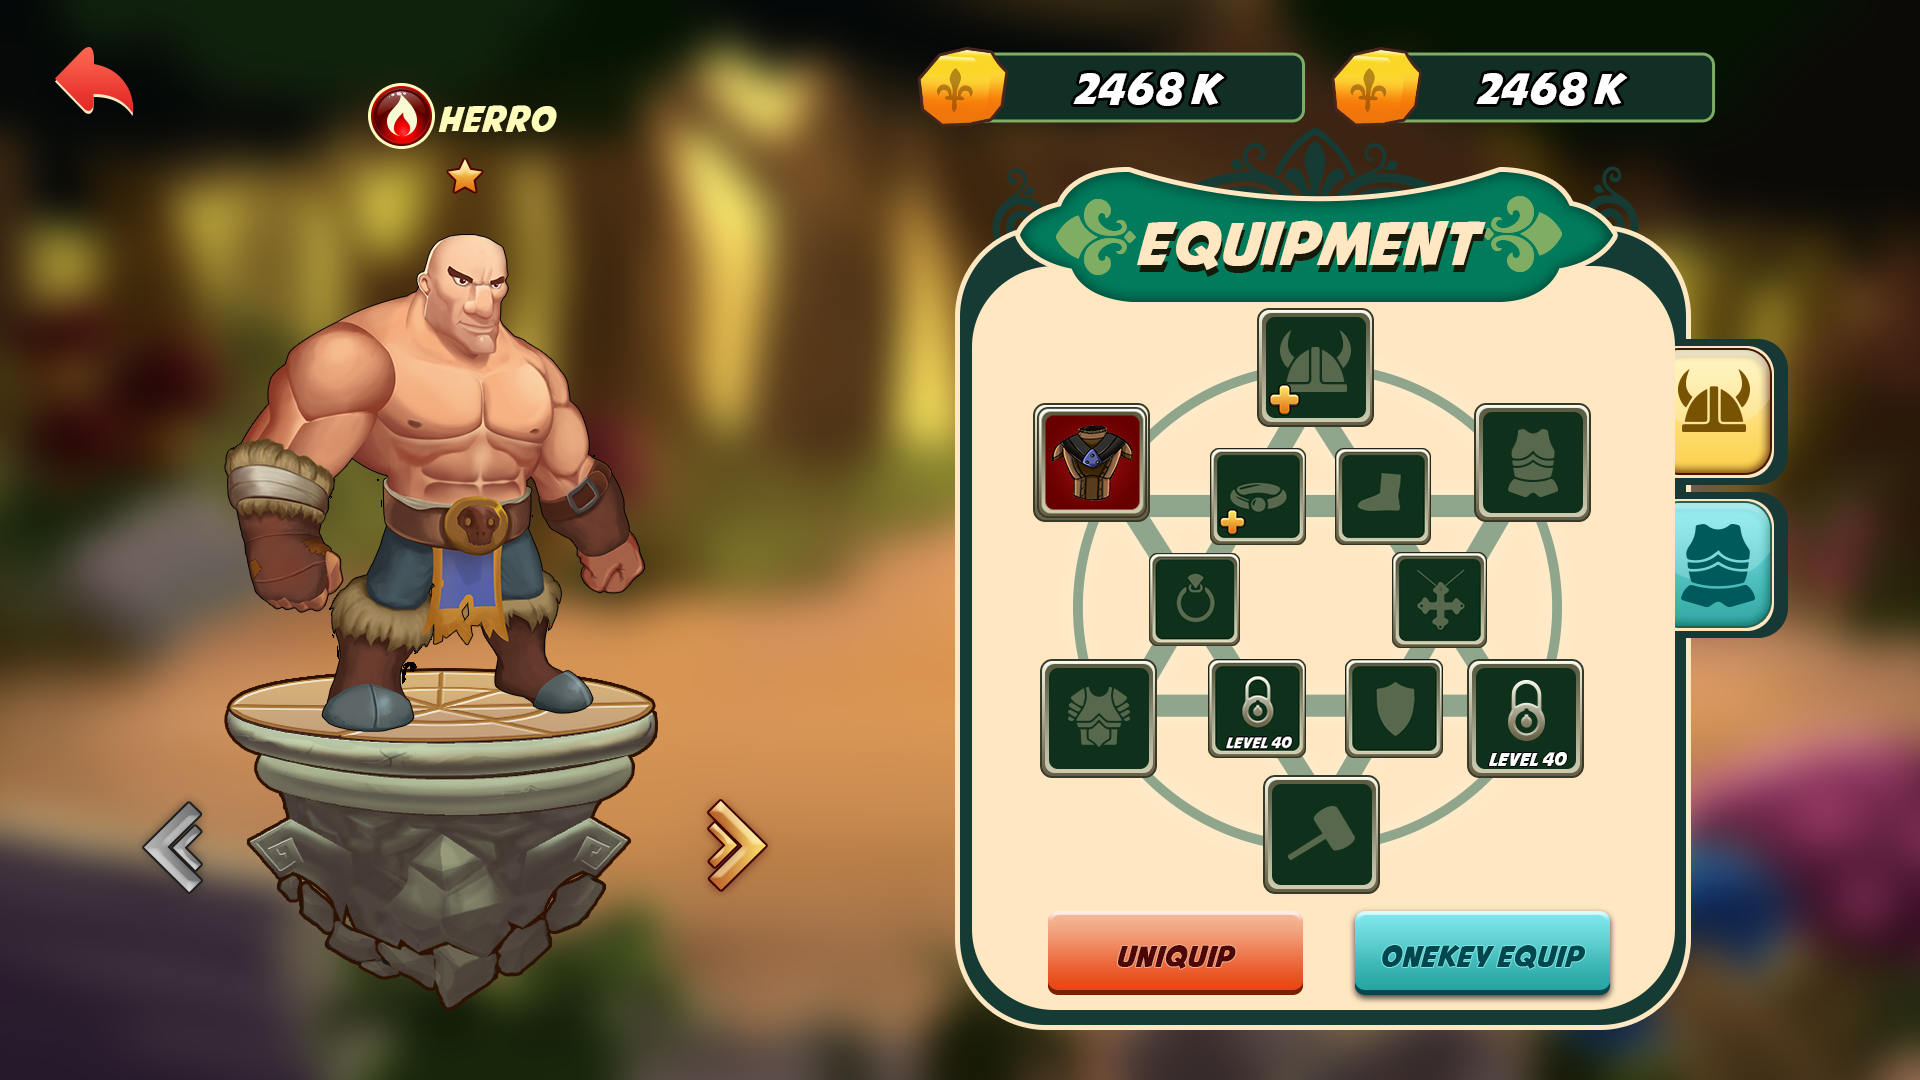 HERRO
2468 K
2468 K
EQUIPMENT
LEVEL 40
LEVEL 40
UNIQUIP
ONEKEY EQUIP